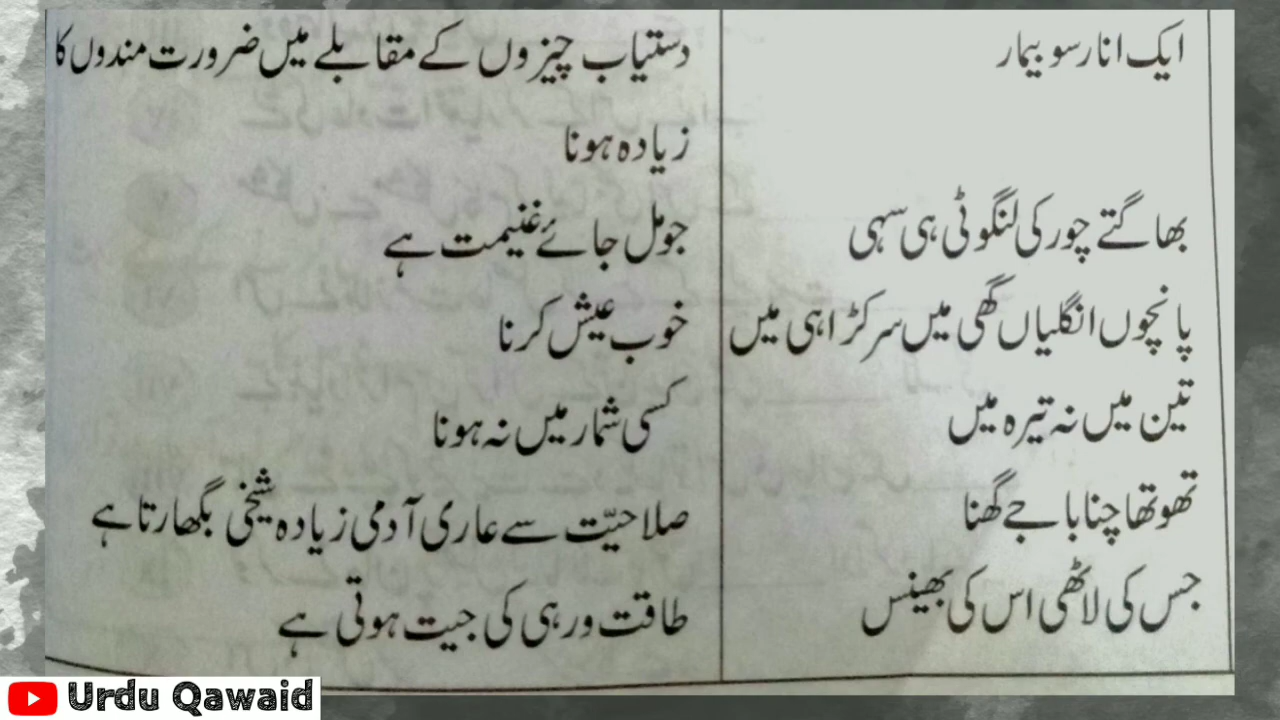 ایک انار سو بیمار
دستیاب چیزوں کے مقابلے میں ضرورت مندوں کا
زیادہ ہونا
بھاگتے چور کی لنگوٹی ہی سہی
جو مل جائے غنیمت ہے
پانچوں انگلیاں گھی میں سر کڑاہی میں
خوب عیش کرنا
تین میں نہ تیرہ میں
کسی شمار میں نہ ہونا
تھوتھا چنا باجے گھنا
صلاحیّت سے عاری آدمی زیادہ شیخی بگھارتا ہے
جس کی لاٹھی اس کی بھینس
طاقت ور ہی کی جیت ہوتی ہے
Urdu Qawaid